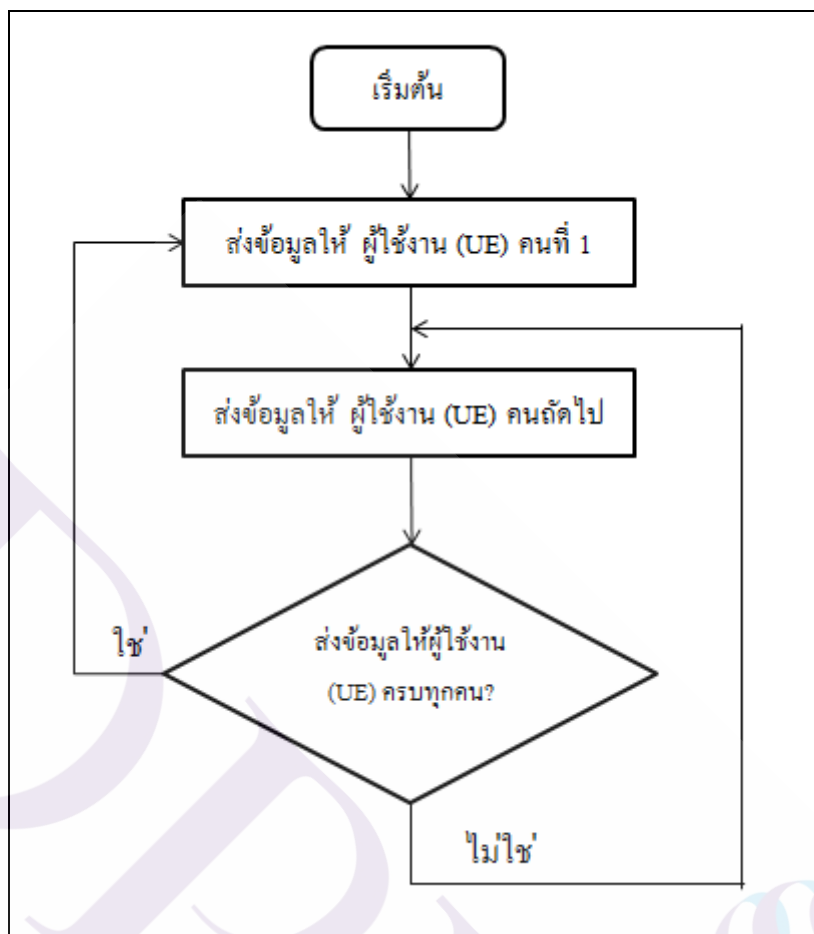 เริ่มต้น
ส่งข้อมูลให้ ผู้ใช้งาน (UE) คนที่ 1
ส่งข้อมูลให้ ผู้ใช้งาน (UE) คนถัดไป
ส่งข้อมูลให้ผู้ใช้งาน
(UE) ครบทุกคน?
ใช่
ไม่ใช่